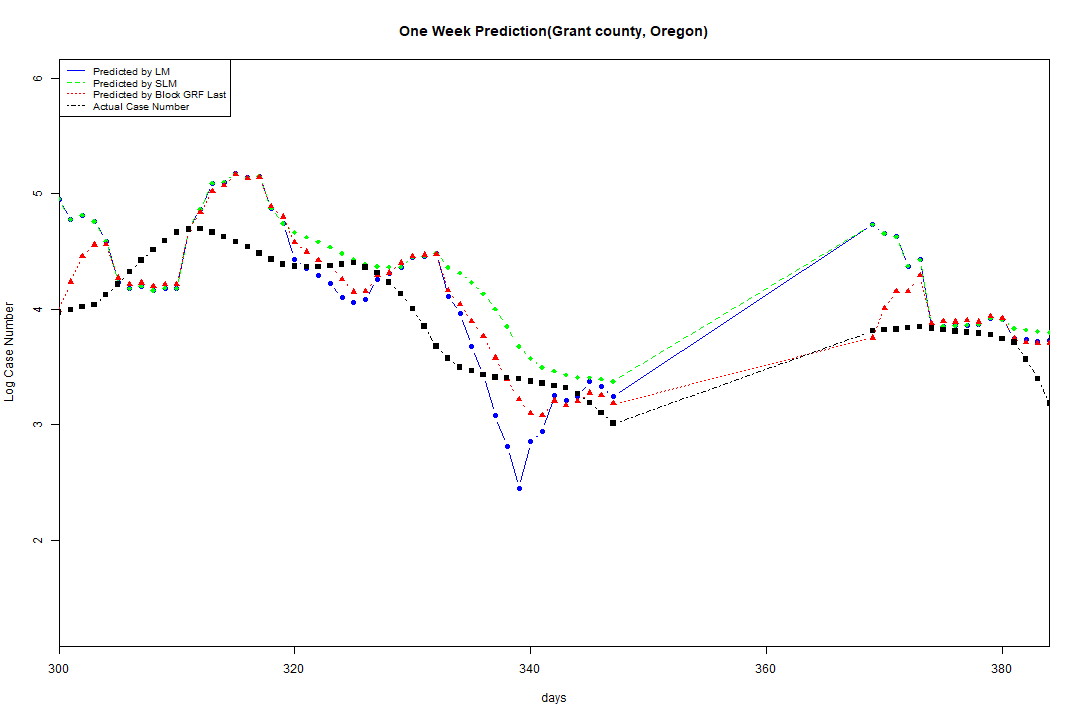 One Week Prediction(Grant county, Oregon)
Predicted by LM
Predicted by SLM
Predicted by Block GRF Last
Actual Case Number
6
5
4
3
2
Log Case Number
300 320 340 360 380
days